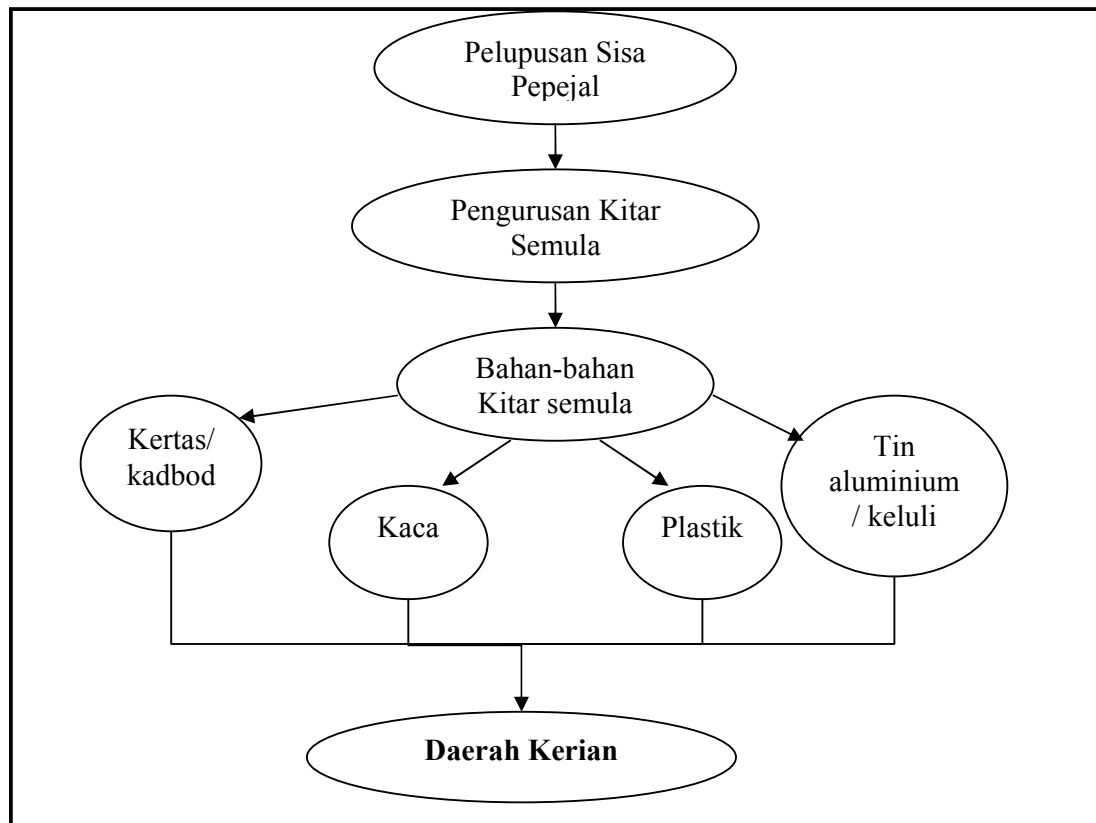 Pelupusan Sisa
Pepejal
Pengurusan Kitar
Semula
Bahan-bahan
Kitar semula
Kertas/
kadbod
Kaca
Plastik
Tin
aluminium
/ keluli
Daerah Kerian